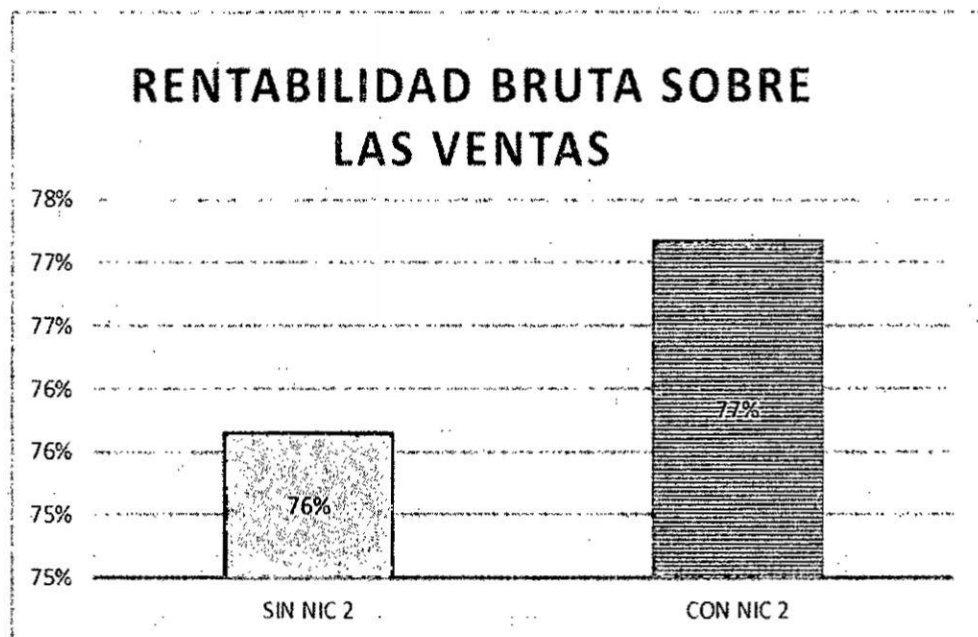 RENTABILIDAD BRUTA SOBRE
LAS VENTAS
78%
77%
77%
76%
76%
75%
75%
76%
77%
SIN NIC 2
CON NIC 2